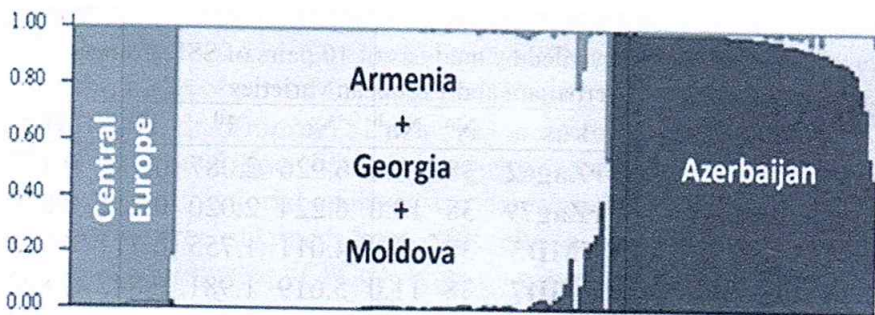 1.00
0.80
0.60
0.40
0.20
0.00
Central
Europe
Armenia
+
Georgia
+
Moldova
Azerbaijan